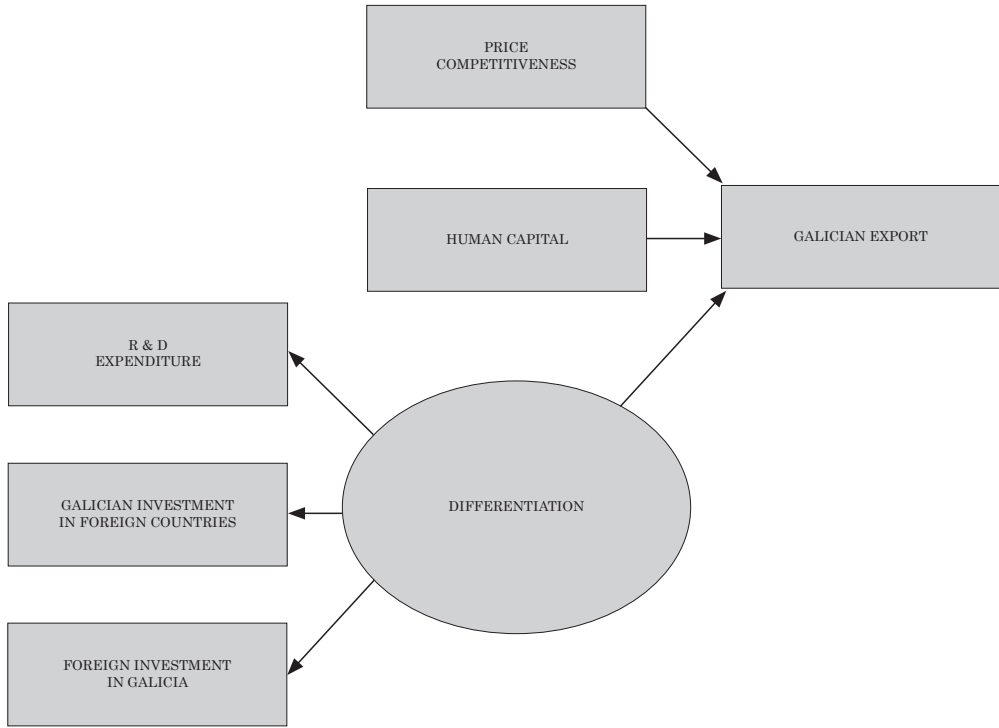 PRICE
COMPETITIVENESS
HUMAN CAPITAL
GALICIAN EXPORT
R & D
EXPENDITURE
GALICIAN INVESTMENT
IN FOREIGN COUNTRIES
DIFFERENTIATION
FOREIGN INVESTMENT
IN GALICIA